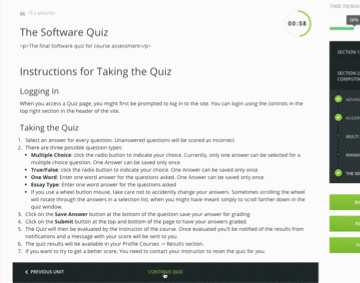 2 MINUTES
00:58
TIME REMAI
26%
The Software Quiz
<p>The final Software quiz for course assessment</p>
SECTION 1
Instructions for Taking the Quiz
SECTION 2
COMPUTIN
Logging In
When you access a Quiz page, you might first be prompted to log in to the site. You can login using the controls in the
top right section in the header of the site.
ADVAN
ALGOR
Taking the Quiz
1. Select an answer for every question. Unanswered questions will be scored as incorrect.
2. There are three possible question types:
• Multiple Choice: click the radio button to indicate your choice. Currently, only one answer can be selected for a
multiple choice question. One Answer can be saved only once.
• True/False: click the radio button to indicate your choice. One Answer can be saved only once.
• One Word: Enter one word answer for the questions asked. One Answer can be saved only once.
• Essay Type: Enter one word answer for the questions asked
• If you use a wheel button mouse, take care not to accidently change your answers. Sometimes scrolling the wheel
will rotate through the answers in a selection list, when you might have meant simply to scroll farther down in the
quiz window.
3. Click on the Save Answer button at the bottom of the question save your answer for grading
4. Click on the Submit button at the top and bottom of the page to have your answers graded.
5. The Quiz will then be evaluated by the Instructor of the course. Once evaluated you'll be notified of the results from
notifications and a message with your score will be sent to you.
6. The quiz results will be available in your Profile Courses -> Results section.
7. If you want to try to get a better score, You need to contact your Instructor to reset the quiz for you.
MULTI
MANAG
THE SO
PREVIOUS UNIT
CONTINUE QUIZ